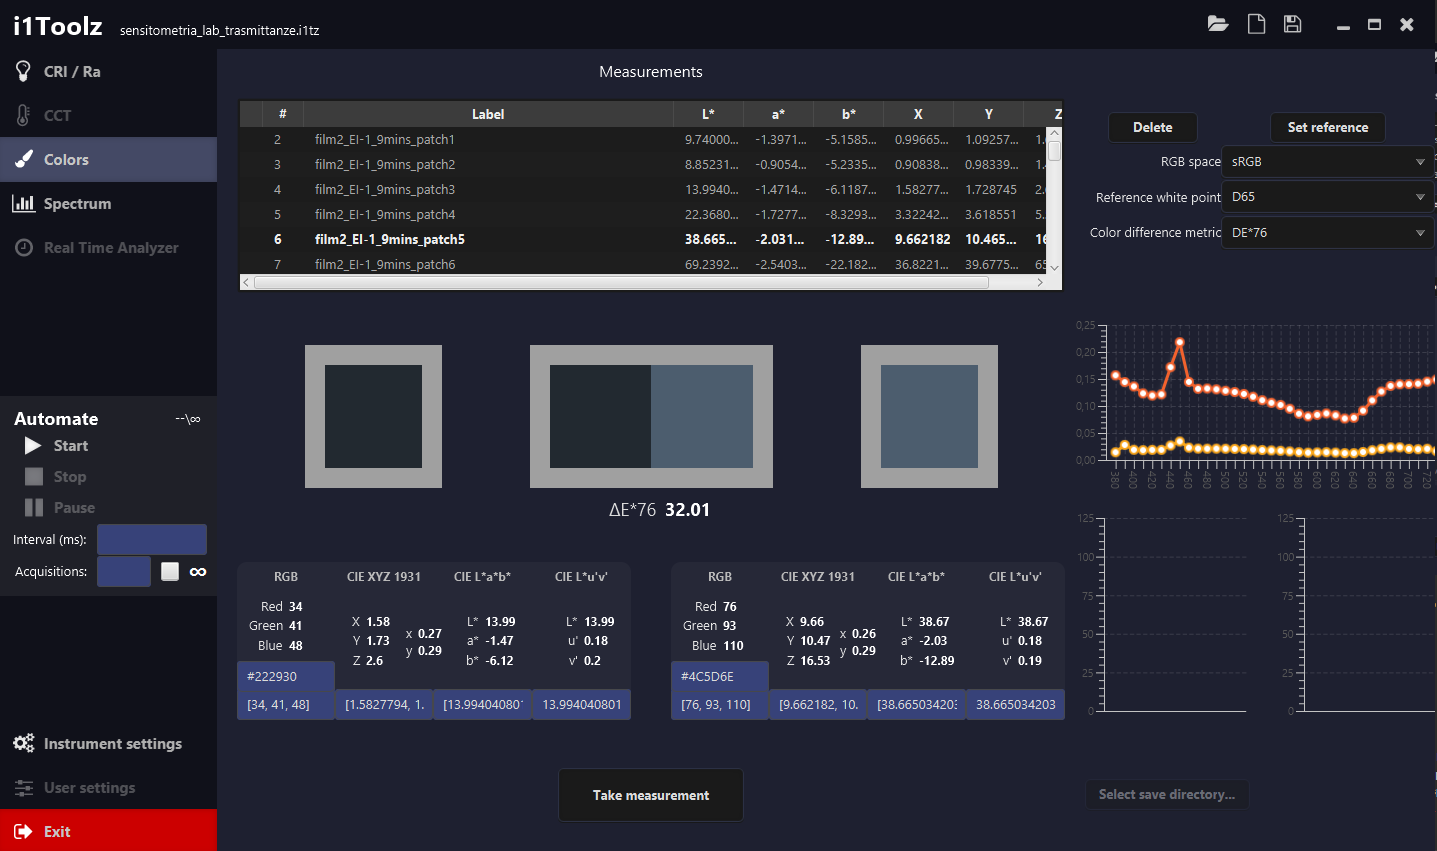 i1Toolz sensitometria_lab_trasmittanze.i1tz
CRI / Ra
CCT
Colors
Spectrum
Real Time Analyzer
Automate --\∞
Start
Stop
Pause
Interval (ms):
Acquisitions: ∞
Instrument settings
User settings
Exit
Measurements
# Label L* a* b* X Y Z
2 film2_EI-1_9mins_patch1 9.74000... -1.3971... -5.1585... 0.99665... 1.09257... 1.
3 film2_EI-1_9mins_patch2 8.85231... -0.9054... -5.2335... 0.90838... 0.98339... 1.
4 film2_EI-1_9mins_patch3 13.9940... -1.4714... -6.1187... 1.58277... 1.728745 2.
5 film2_EI-1_9mins_patch4 22.3680... -1.7277... -8.3293... 3.32242... 3.618551 5.
6 film2_EI-1_9mins_patch5 38.665... -2.031... -12.89... 9.662182 10.465... 16
7 film2_EI-1_9mins_patch6 69.2392... -2.5403... -22.182... 36.8221... 39.6775... 65
Delete Set reference
RGB space sRGB
Reference white point D65
Color difference metric DE*76
ΔE*76 32.01
RGB CIE XYZ 1931 CIE L*a*b* CIE L*u'v'
Red 34
Green 41
Blue 48
X 1.58
Y 1.73
Z 2.6
x 0.27
y 0.29
L* 13.99
a* -1.47
b* -6.12
L* 13.99
u' 0.18
v' 0.2
#222930
[34, 41, 48] [1.5827794, 1. [13.99404080 13.994040801
RGB CIE XYZ 1931 CIE L*a*b* CIE L*u'v'
Red 76
Green 93
Blue 110
X 9.66
Y 10.47
Z 16.53
x 0.26
y 0.29
L* 38.67
a* -2.03
b* -12.89
L* 38.67
u' 0.18
v' 0.19
#4C5D6E
[76, 93, 110] [9.662182, 10. [38.665034203 38.665034203
Take measurement
0,25
0,20
0,15
0,10
0,05
0,00
380 400 420 440 460 480 500 520 540 560 580 600 620 640 660 680 700 720
125
100
75
50
25
0
125
100
75
50
25
0
Select save directory...